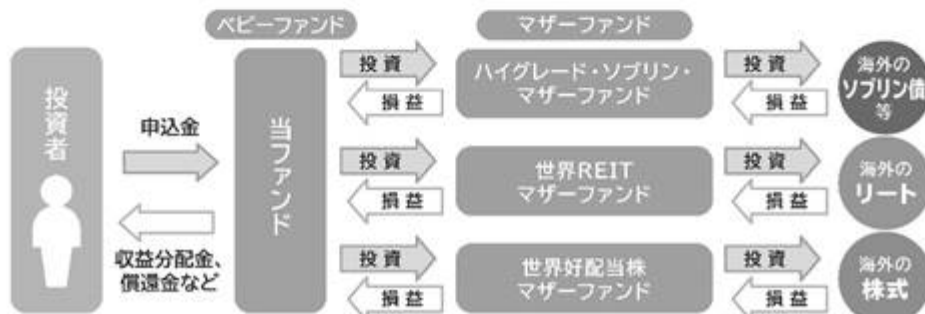 ベビーファンド
マザーファンド
投資者
申込金
収益分配金、
償還金など
当ファンド
投資
損益
ハイグレード・ソブリン・
マザーファンド
投資
損益
海外の
ソブリン債
等
投資
損益
世界REIT
マザーファンド
投資
損益
海外の
リート
投資
損益
世界好配当株
マザーファンド
投資
損益
海外の
株式